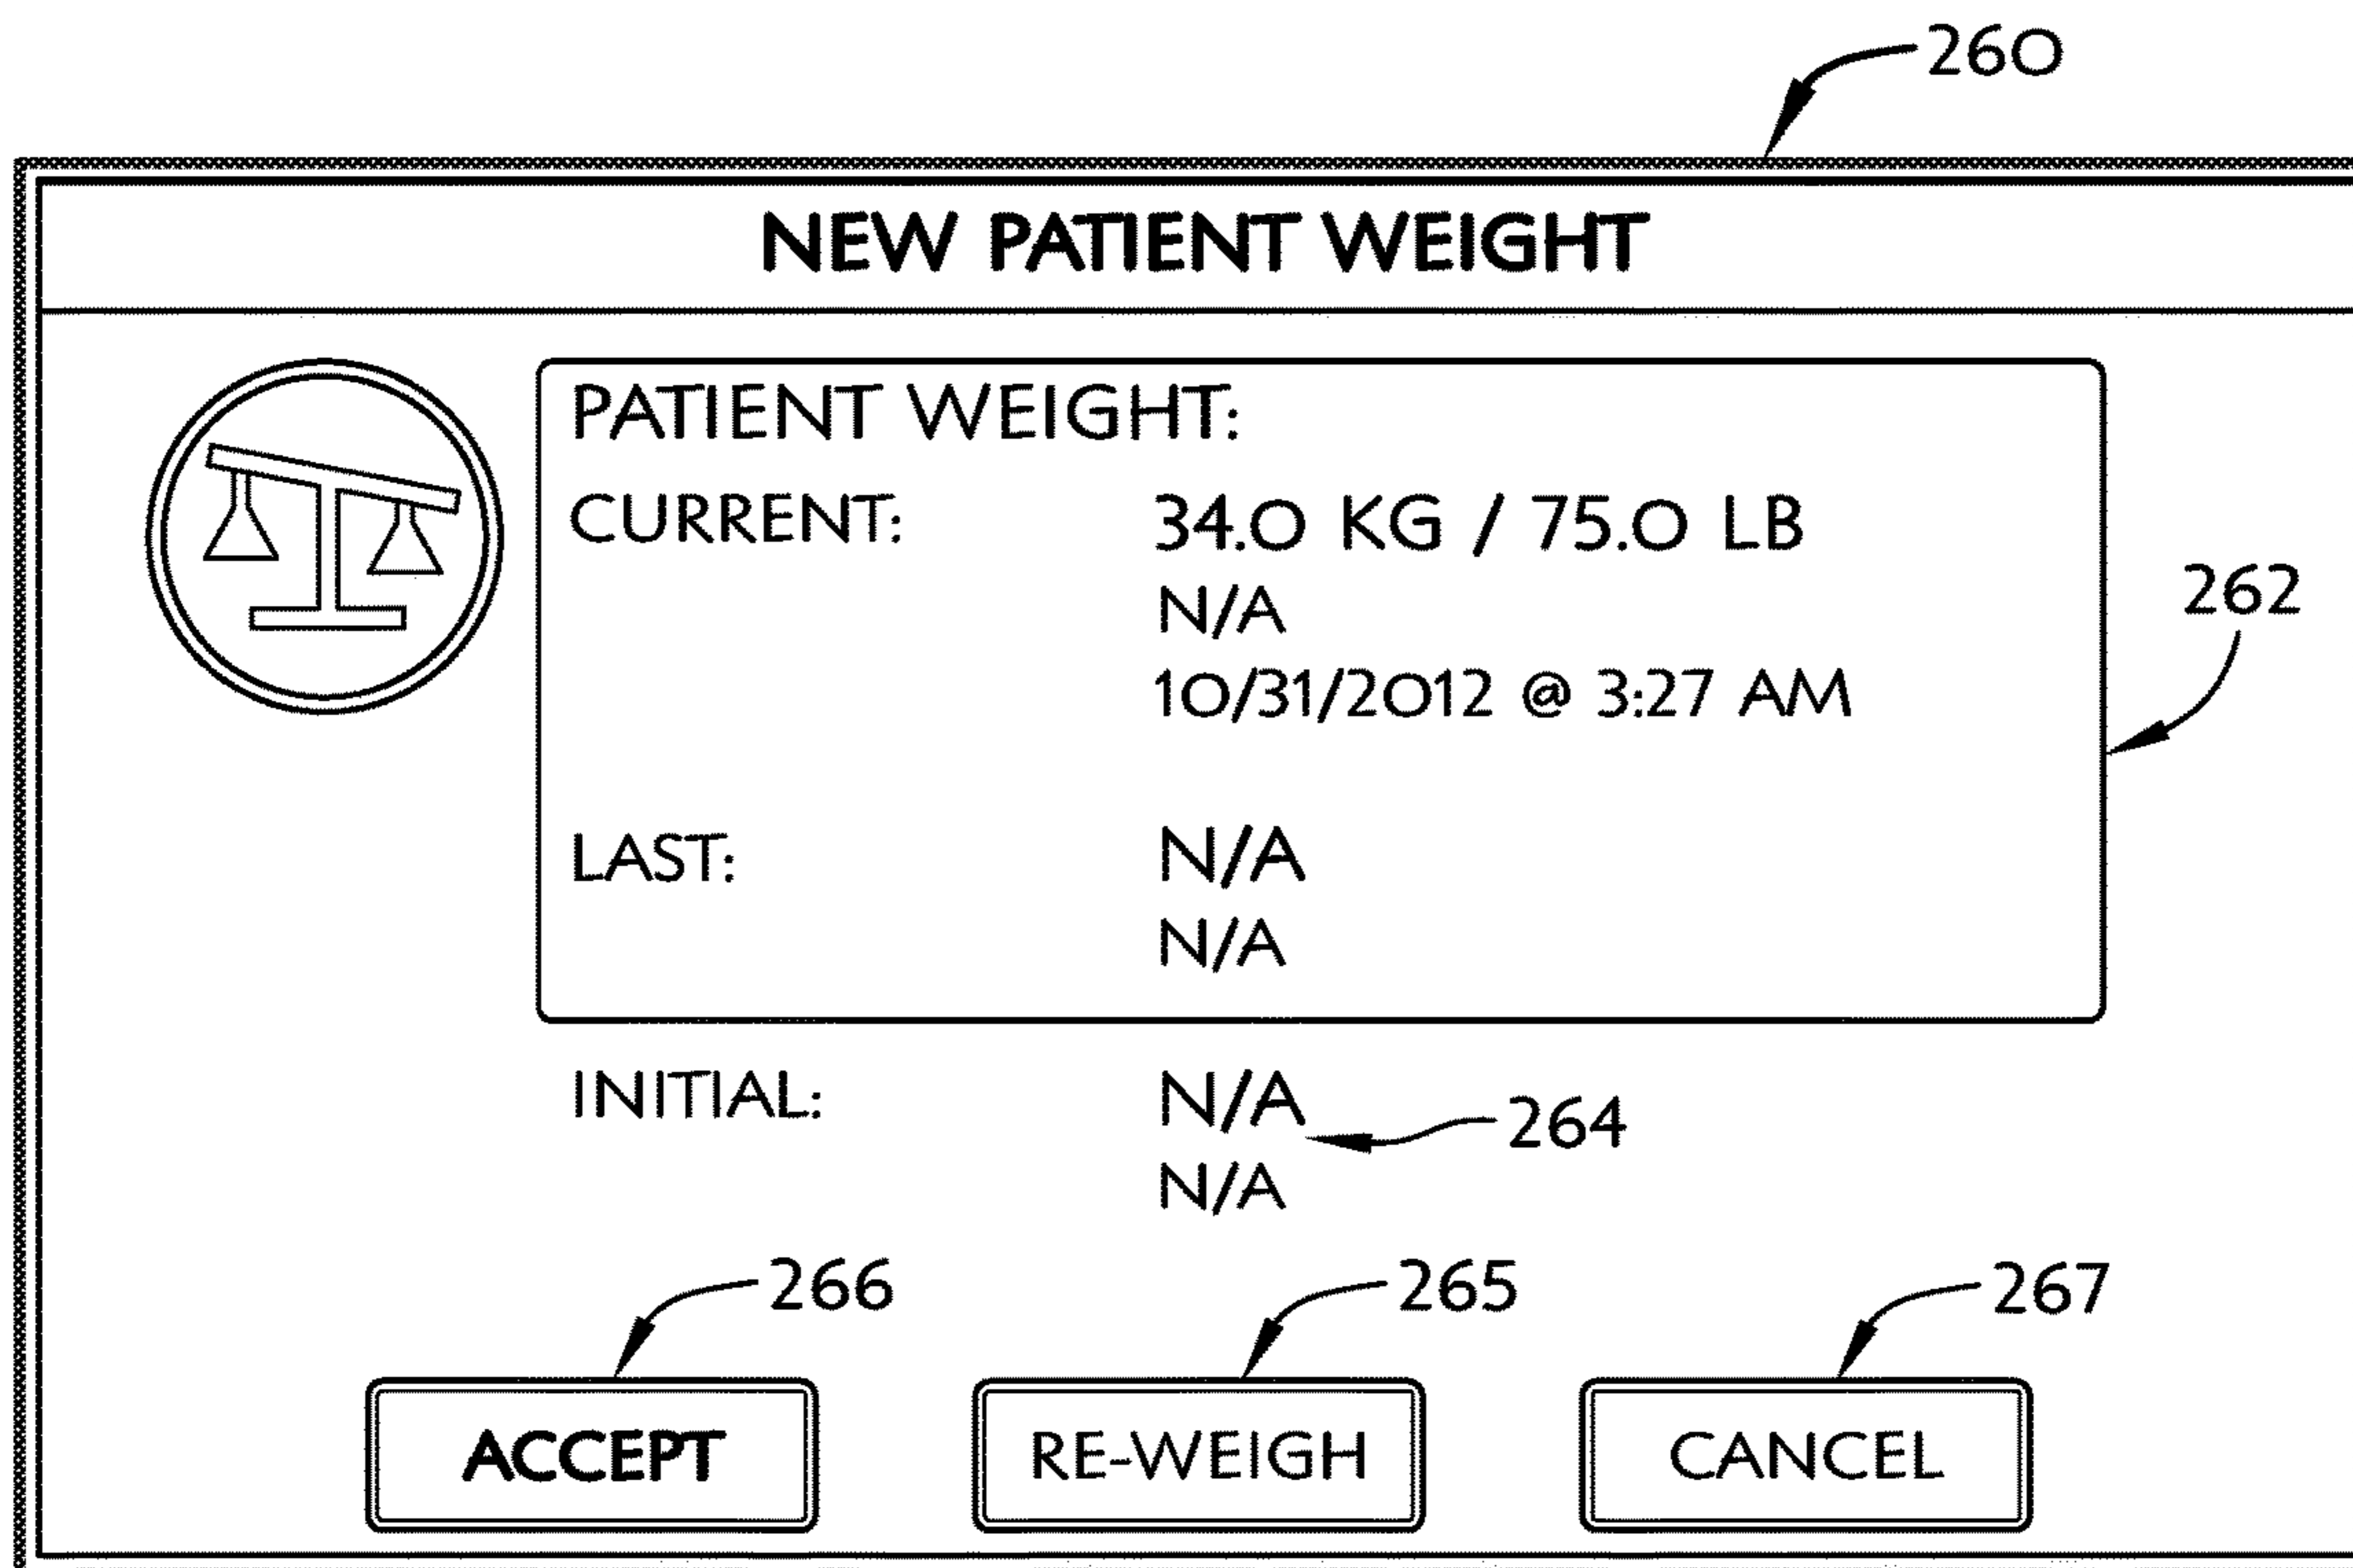 260
NEW PATIENT WEIGHT
PATIENT WEIGHT:
CURRENT: 34.0 KG / 75.0 LB
N/A
262
10/31/2012 @ 3:27 AM
LAST: N/A
N/A
INITIAL: N/A
264
N/A
266 265 267
ACCEPT RE-WEIGH CANCEL